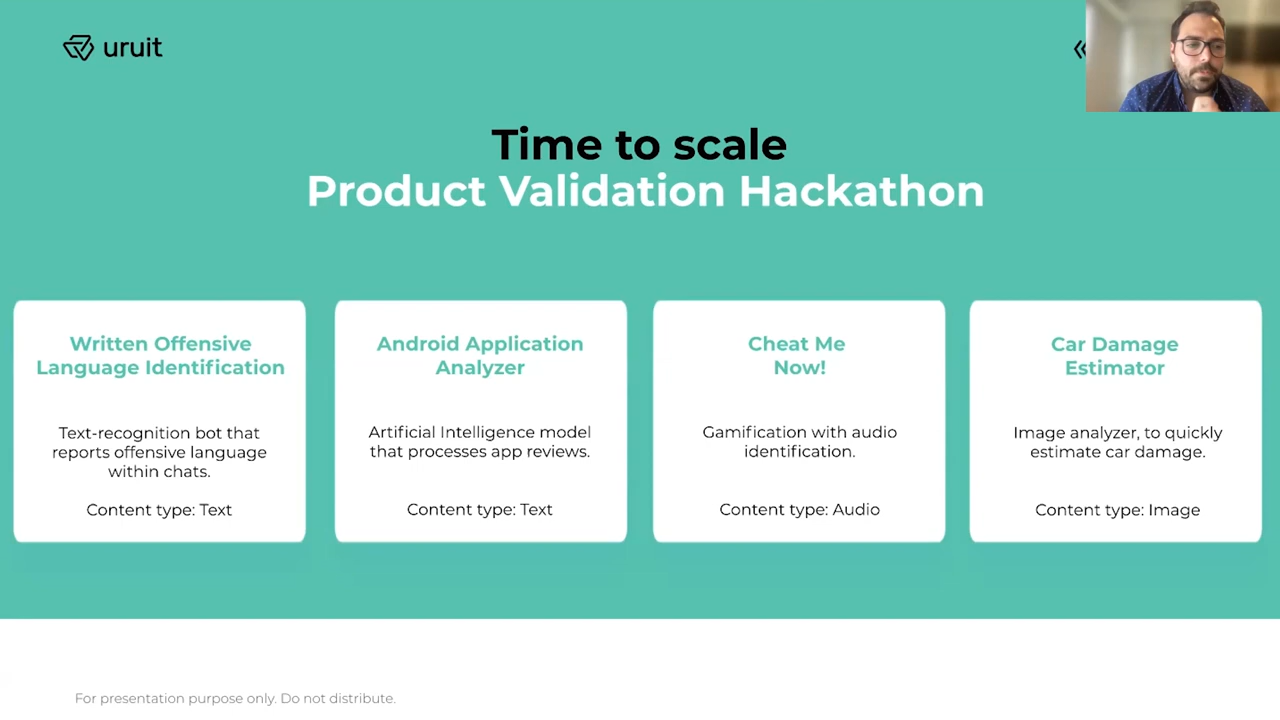 uruit
«
Time to scale
Product Validation Hackathon
Written Offensive
Language Identification
Text-recognition bot that
reports offensive language
within chats.
Content type: Text
Android Application
Analyzer
Artificial Intelligence model
that processes app reviews.
Content type: Text
Cheat Me
Now!
Gamification with audio
identification.
Content type: Audio
Car Damage
Estimator
Image analyzer, to quickly
estimate car damage.
Content type: Image
For presentation purpose only. Do not distribute.